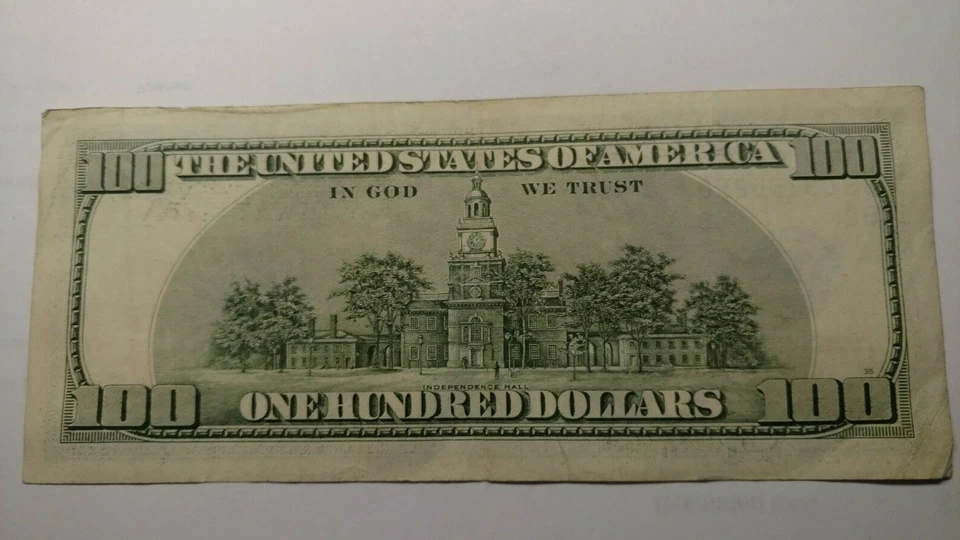 100 THE UNITED STATES OF AMERICA 100
IN GOD WE TRUST
INDEPENDENCE HALL
100 ONE HUNDRED DOLLARS 100